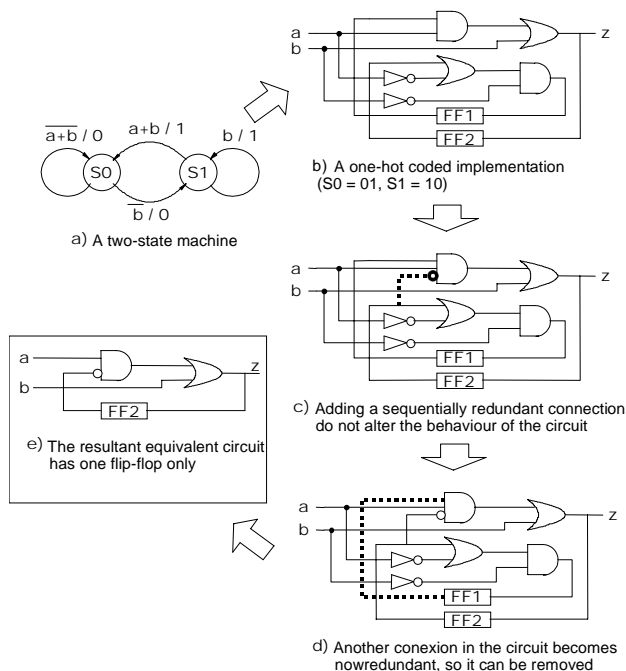 a
b
z
FF1
FF2
b) A one-hot coded implementation
(S0 = 01, S1 = 10)
a+b / 0
a+b / 1
b / 1
S0
S1
b / 0
a) A two-state machine
a
b
z
FF1
FF2
c) Adding a sequentially redundant connection
do not alter the behaviour of the circuit
a
b
z
FF2
e) The resultant equivalent circuit
has one flip-flop only
a
b
z
FF1
FF2
d) Another conexion in the circuit becomes
nowredundant, so it can be removed